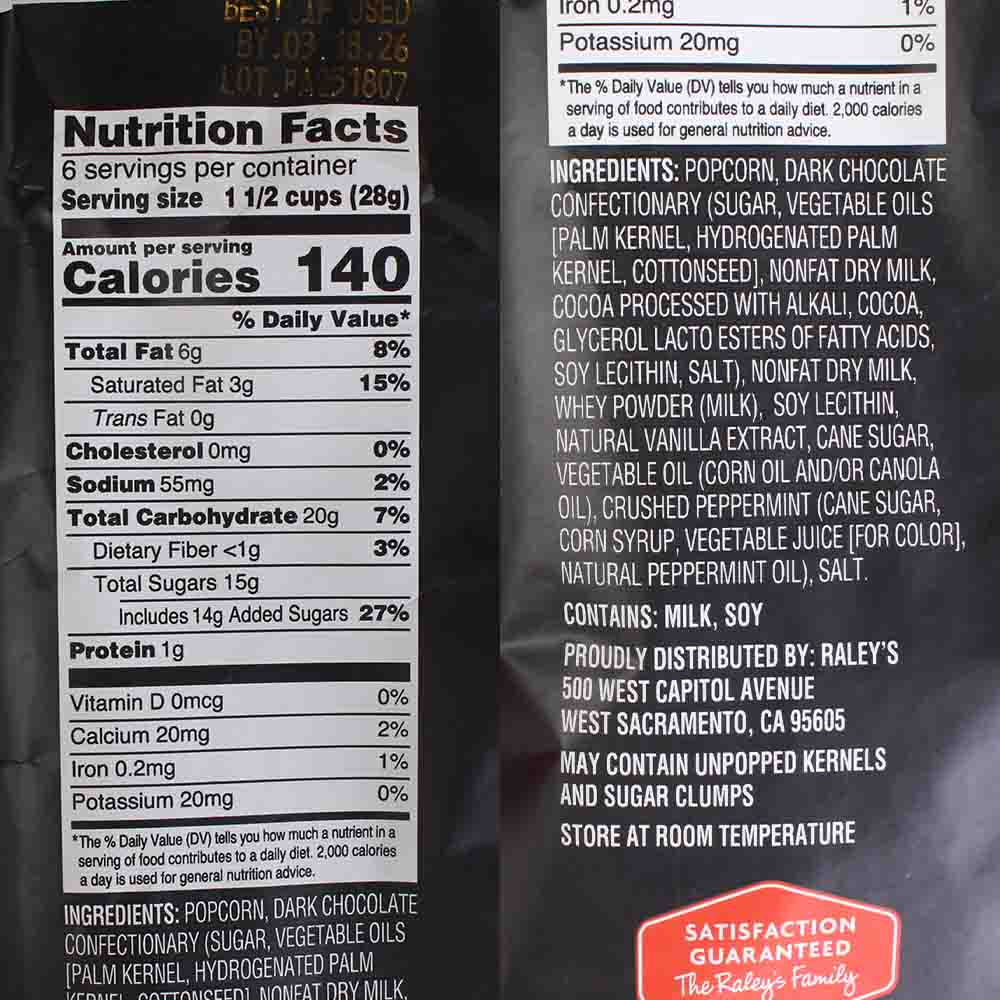 BEST IF USED
BY.03.18.26
LOT.RA251807
Nutrition Facts
6 servings per container
Serving size 1 1/2 cups (28g)
Amount per serving
Calories 140
% Daily Value*
Total Fat 6g 8%
Saturated Fat 3g 15%
Trans Fat 0g
Cholesterol 0mg 0%
Sodium 55mg 2%
Total Carbohydrate 20g 7%
Dietary Fiber <1g 3%
Total Sugars 15g
Includes 14g Added Sugars 27%
Protein 1g
Vitamin D 0mcg 0%
Calcium 20mg 2%
Iron 0.2mg 1%
Potassium 20mg 0%
*The % Daily Value (DV) tells you how much a nutrient in a
serving of food contributes to a daily diet. 2,000 calories
a day is used for general nutrition advice.
INGREDIENTS: POPCORN, DARK CHOCOLATE
CONFECTIONARY (SUGAR, VEGETABLE OILS
[PALM KERNEL, HYDROGENATED PALM
KERNEL, COTTONSEED], NONFAT DRY MILK,
Iron 0.2mg 1%
Potassium 20mg 0%
*The % Daily Value (DV) tells you how much a nutrient in a
serving of food contributes to a daily diet. 2,000 calories
a day is used for general nutrition advice.
INGREDIENTS: POPCORN, DARK CHOCOLATE
CONFECTIONARY (SUGAR, VEGETABLE OILS
[PALM KERNEL, HYDROGENATED PALM
KERNEL, COTTONSEED], NONFAT DRY MILK,
COCOA PROCESSED WITH ALKALI, COCOA,
GLYCEROL LACTO ESTERS OF FATTY ACIDS,
SOY LECITHIN, SALT), NONFAT DRY MILK,
WHEY POWDER (MILK), SOY LECITHIN,
NATURAL VANILLA EXTRACT, CANE SUGAR,
VEGETABLE OIL (CORN OIL AND/OR CANOLA
OIL), CRUSHED PEPPERMINT (CANE SUGAR,
CORN SYRUP, VEGETABLE JUICE [FOR COLOR],
NATURAL PEPPERMINT OIL), SALT.
CONTAINS: MILK, SOY
PROUDLY DISTRIBUTED BY: RALEY'S
500 WEST CAPITOL AVENUE
WEST SACRAMENTO, CA 95605
MAY CONTAIN UNPOPPED KERNELS
AND SUGAR CLUMPS
STORE AT ROOM TEMPERATURE
SATISFACTION
GUARANTEED
The Raley's Family